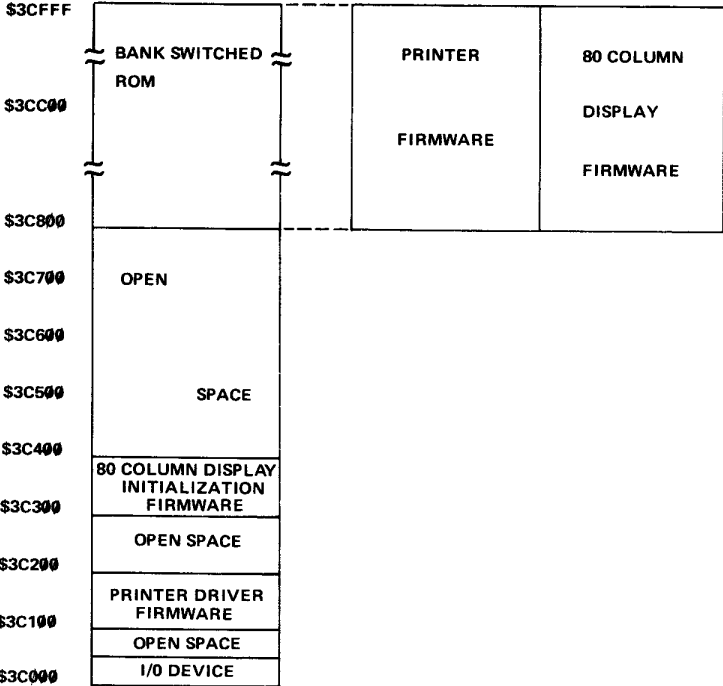 $3CFFF
BANK SWITCHED
ROM
PRINTER
FIRMWARE
80 COLUMN
DISPLAY
FIRMWARE
$3CC00
$3C800
$3C700
OPEN
$3C600
$3C500
SPACE
$3C400
80 COLUMN DISPLAY
INITIALIZATION
FIRMWARE
$3C300
OPEN SPACE
$3C200
PRINTER DRIVER
FIRMWARE
$3C100
OPEN SPACE
I/0 DEVICE
$3C000